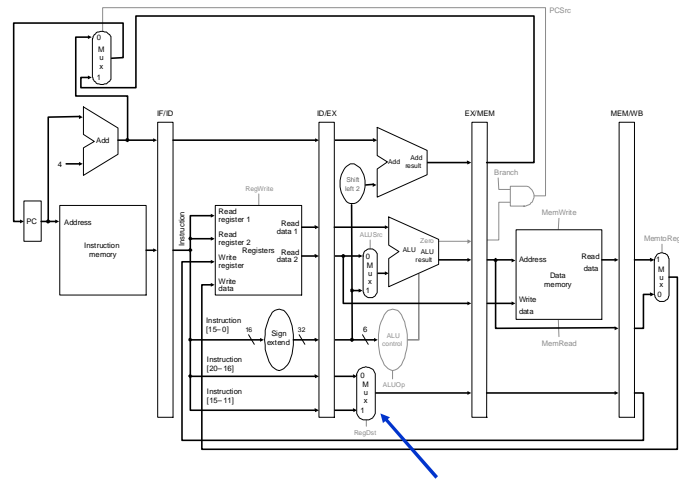 PCSrc
0
M
u
x
1
IF/ID
ID/EX
EX/MEM
MEM/WB
Add
4
Add
Add
result
Shift
left 2
Branch
RegWrite
PC
Address
Instruction
memory
Instruction
Read
register 1
Read
register 2
Registers
Write
register
Write
data
Read
data 1
Read
data 2
ALUSrc
0
M
u
x
1
Zero
ALU
ALU
result
MemWrite
Address
Data
memory
Read
data
Write
data
MemRead
MemtoReg
1
M
u
x
0
Instruction
[15–0]
16
Sign
extend
32
6
ALU
control
ALUOp
Instruction
[20–16]
Instruction
[15–11]
0
M
u
x
1
RegDst